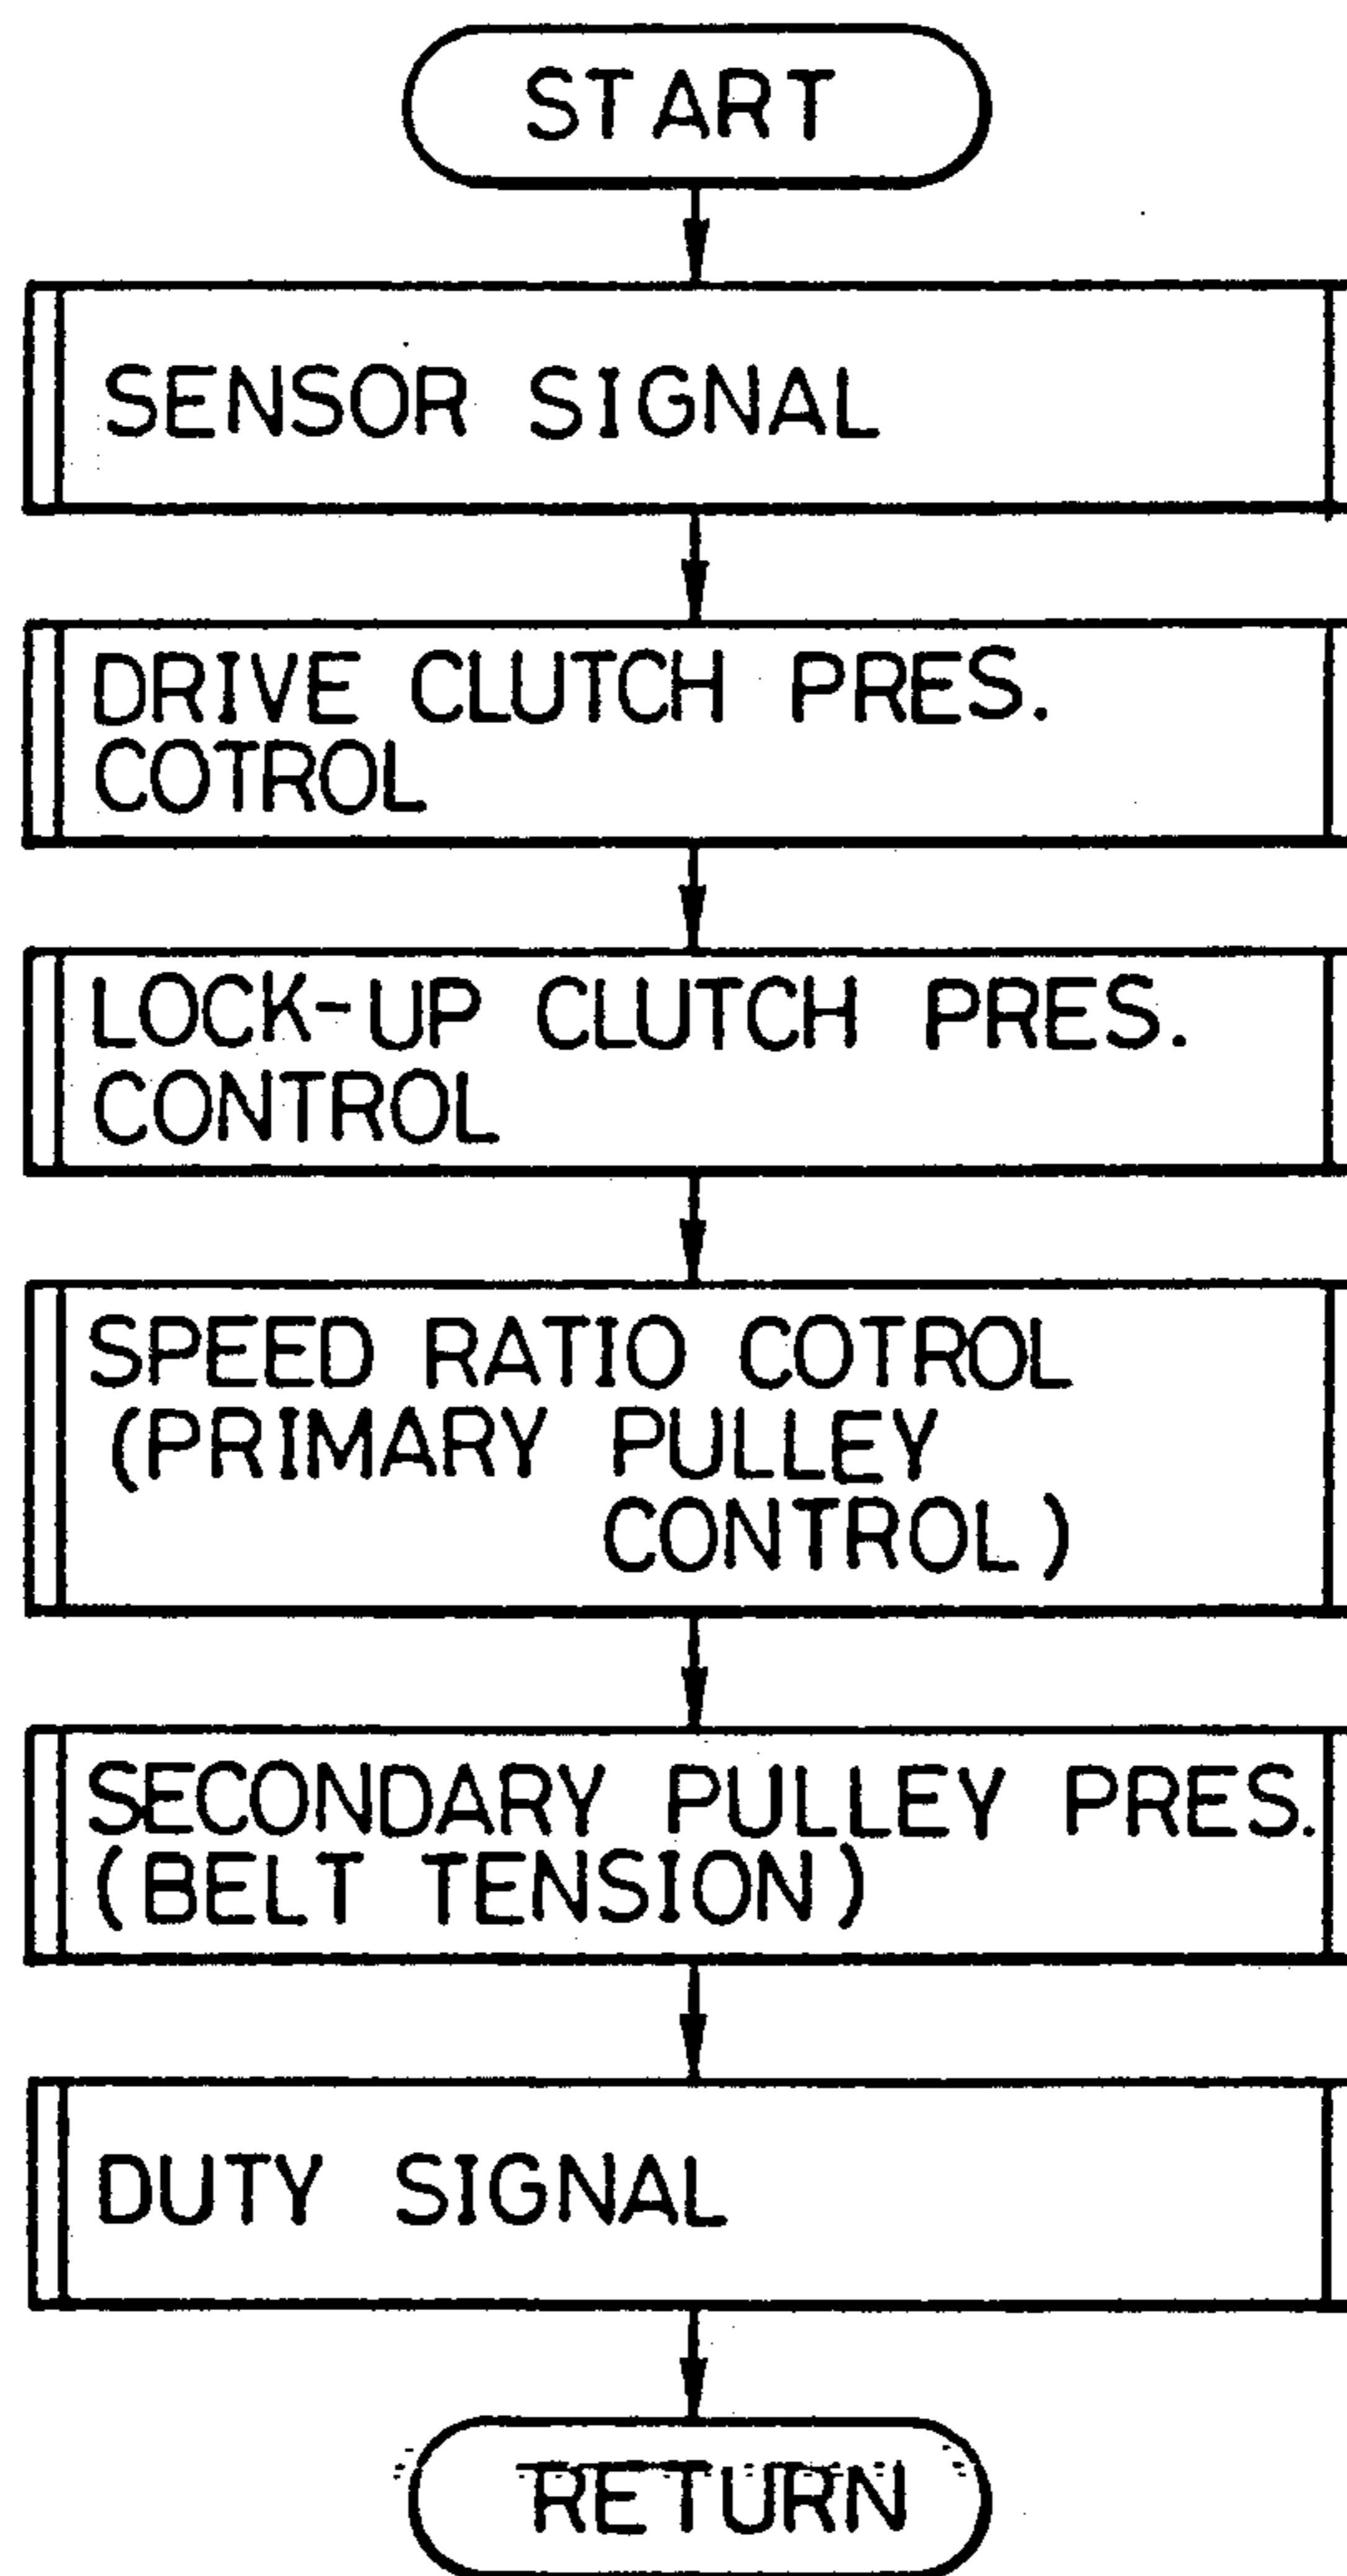 START
SENSOR SIGNAL
DRIVE CLUTCH PRES.
COTROL
LOCK-UP CLUTCH PRES.
CONTROL
SPEED RATIO COTROL
(PRIMARY PULLEY
CONTROL)
SECONDARY PULLEY PRES.
(BELT TENSION)
DUTY SIGNAL
RETURN